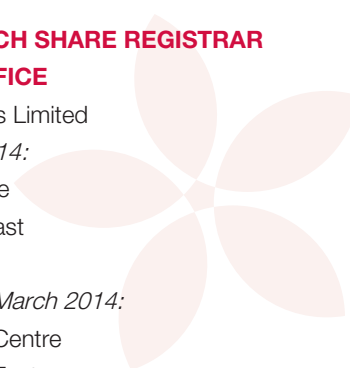 CH SHARE REGISTRAR
FICE
s Limited
14:
e
ast
March 2014:
Centre